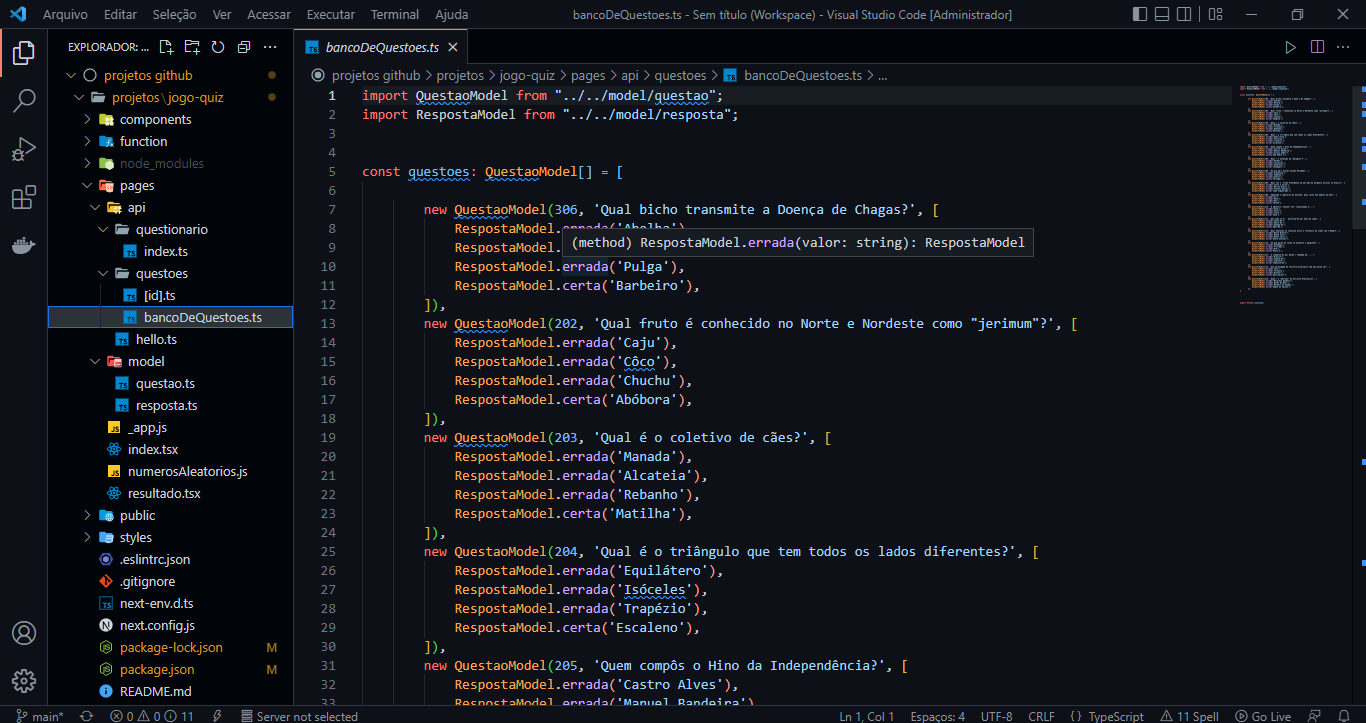 Arquivo Editar Seleção Ver Acessar Executar Terminal Ajuda
bancoDeQuestoes.ts - Sem título (Workspace) - Visual Studio Code [Administrador]
EXPLORADOR: ...
projetos github
projetos\jogo-quiz
components
function
node_modules
pages
api
questionario
index.ts
questoes
[id].ts
bancoDeQuestoes.ts
hello.ts
model
questao.ts
resposta.ts
_app.js
index.tsx
numerosAleatorios.js
resultado.tsx
public
styles
.eslintrc.json
.gitignore
next-env.d.ts
next.config.js
package-lock.json M
package.json M
README.md
bancoDeQuestoes.ts
projetos github > projetos > jogo-quiz > pages > api > questoes > bancoDeQuestoes.ts > ...
1 import QuestaoModel from "../../model/questao";
2 import RespostaModel from "../../model/resposta";
3
4
5 const questoes: QuestaoModel[] = [
6
7 new QuestaoModel(306, 'Qual bicho transmite a Doença de Chagas?', [
8 RespostaModel.errada('Abelha'),
(method) RespostaModel.errada(valor: string): RespostaModel
9 RespostaModel.
10 RespostaModel.errada('Pulga'),
11 RespostaModel.certa('Barbeiro'),
12 ]),
13 new QuestaoModel(202, 'Qual fruto é conhecido no Norte e Nordeste como "jerimum"?', [
14 RespostaModel.errada('Caju'),
15 RespostaModel.errada('Côco'),
16 RespostaModel.errada('Chuchu'),
17 RespostaModel.certa('Abóbora'),
18 ]),
19 new QuestaoModel(203, 'Qual é o coletivo de cães?', [
20 RespostaModel.errada('Manada'),
21 RespostaModel.errada('Alcateia'),
22 RespostaModel.errada('Rebanho'),
23 RespostaModel.certa('Matilha'),
24 ]),
25 new QuestaoModel(204, 'Qual é o triângulo que tem todos os lados diferentes?', [
26 RespostaModel.errada('Equilátero'),
27 RespostaModel.errada('Isóceles'),
28 RespostaModel.errada('Trapézio'),
29 RespostaModel.certa('Escaleno'),
30 ]),
31 new QuestaoModel(205, 'Quem compôs o Hino da Independência?', [
32 RespostaModel.errada('Castro Alves'),
33 RespostaModel.errada('Manuel Bandeira')
main* 0 0 11 Server not selected Ln 1, Col 1 Espaços: 4 UTF-8 CRLF {} TypeScript 11 Spell Go Live